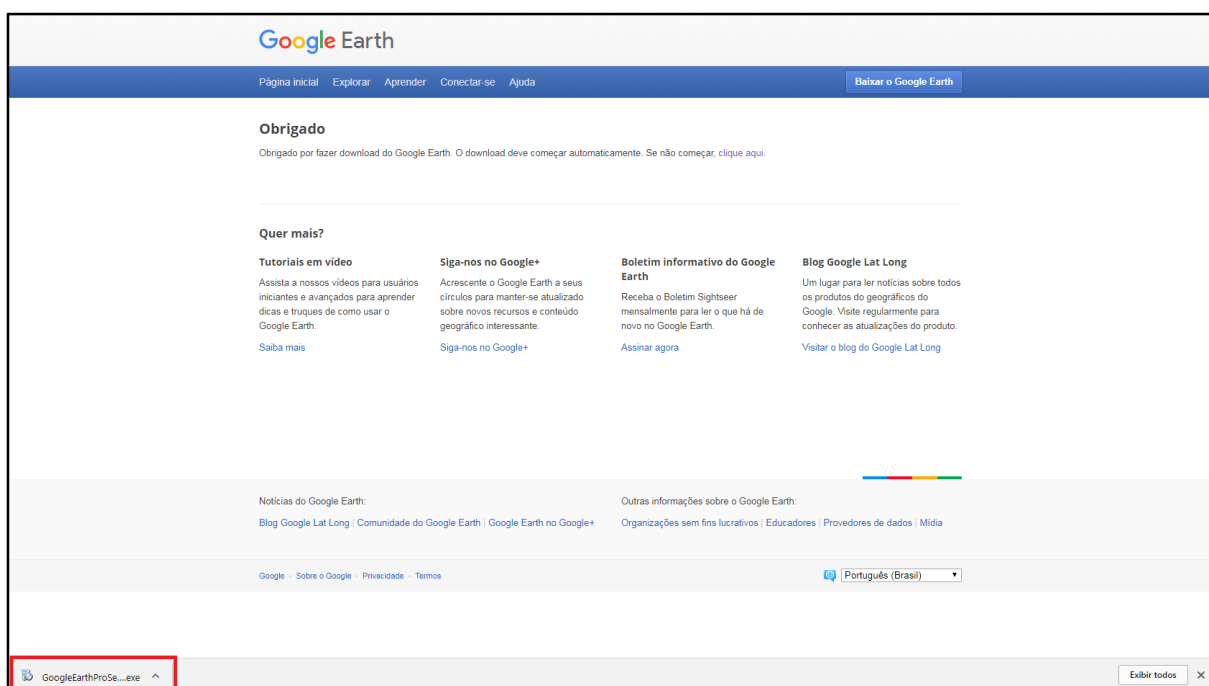 Google Earth
Página inicial Explorar Aprender Conectar-se Ajuda Baixar o Google Earth
Obrigado
Obrigado por fazer download do Google Earth. O download deve começar automaticamente. Se não começar, clique aqui.
Quer mais?
Tutoriais em vídeo
Assista a nossos vídeos para usuários
iniciantes e avançados para aprender
dicas e truques de como usar o
Google Earth.
Saiba mais
Siga-nos no Google+
Acrescente o Google Earth a seus
círculos para manter-se atualizado
sobre novos recursos e conteúdo
geográfico interessante.
Siga-nos no Google+
Boletim informativo do Google
Earth
Receba o Boletim Sightseer
mensalmente para ler o que há de
novo no Google Earth.
Assinar agora
Blog Google Lat Long
Um lugar para ler notícias sobre todos
os produtos do geográficos do
Google. Visite regularmente para
conhecer as atualizações do produto.
Visitar o blog do Google Lat Long
Notícias do Google Earth:
Blog Google Lat Long | Comunidade do Google Earth | Google Earth no Google+
Outras informações sobre o Google Earth:
Organizações sem fins lucrativos | Educadores | Provedores de dados | Mídia
Google · Sobre o Google · Privacidade · Termos
Português (Brasil)
GoogleEarthProSe....exe
Exibir todos